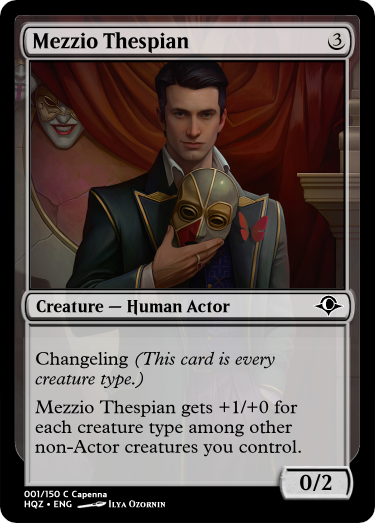 Mezzio Thespian 3
Creature — Human Actor
Changeling (This card is every
creature type.)
Mezzio Thespian gets +1/+0 for
each creature type among other
non-Actor creatures you control.
0/2
001/150 C Capenna
HQZ • ENG Ilya Ozornin